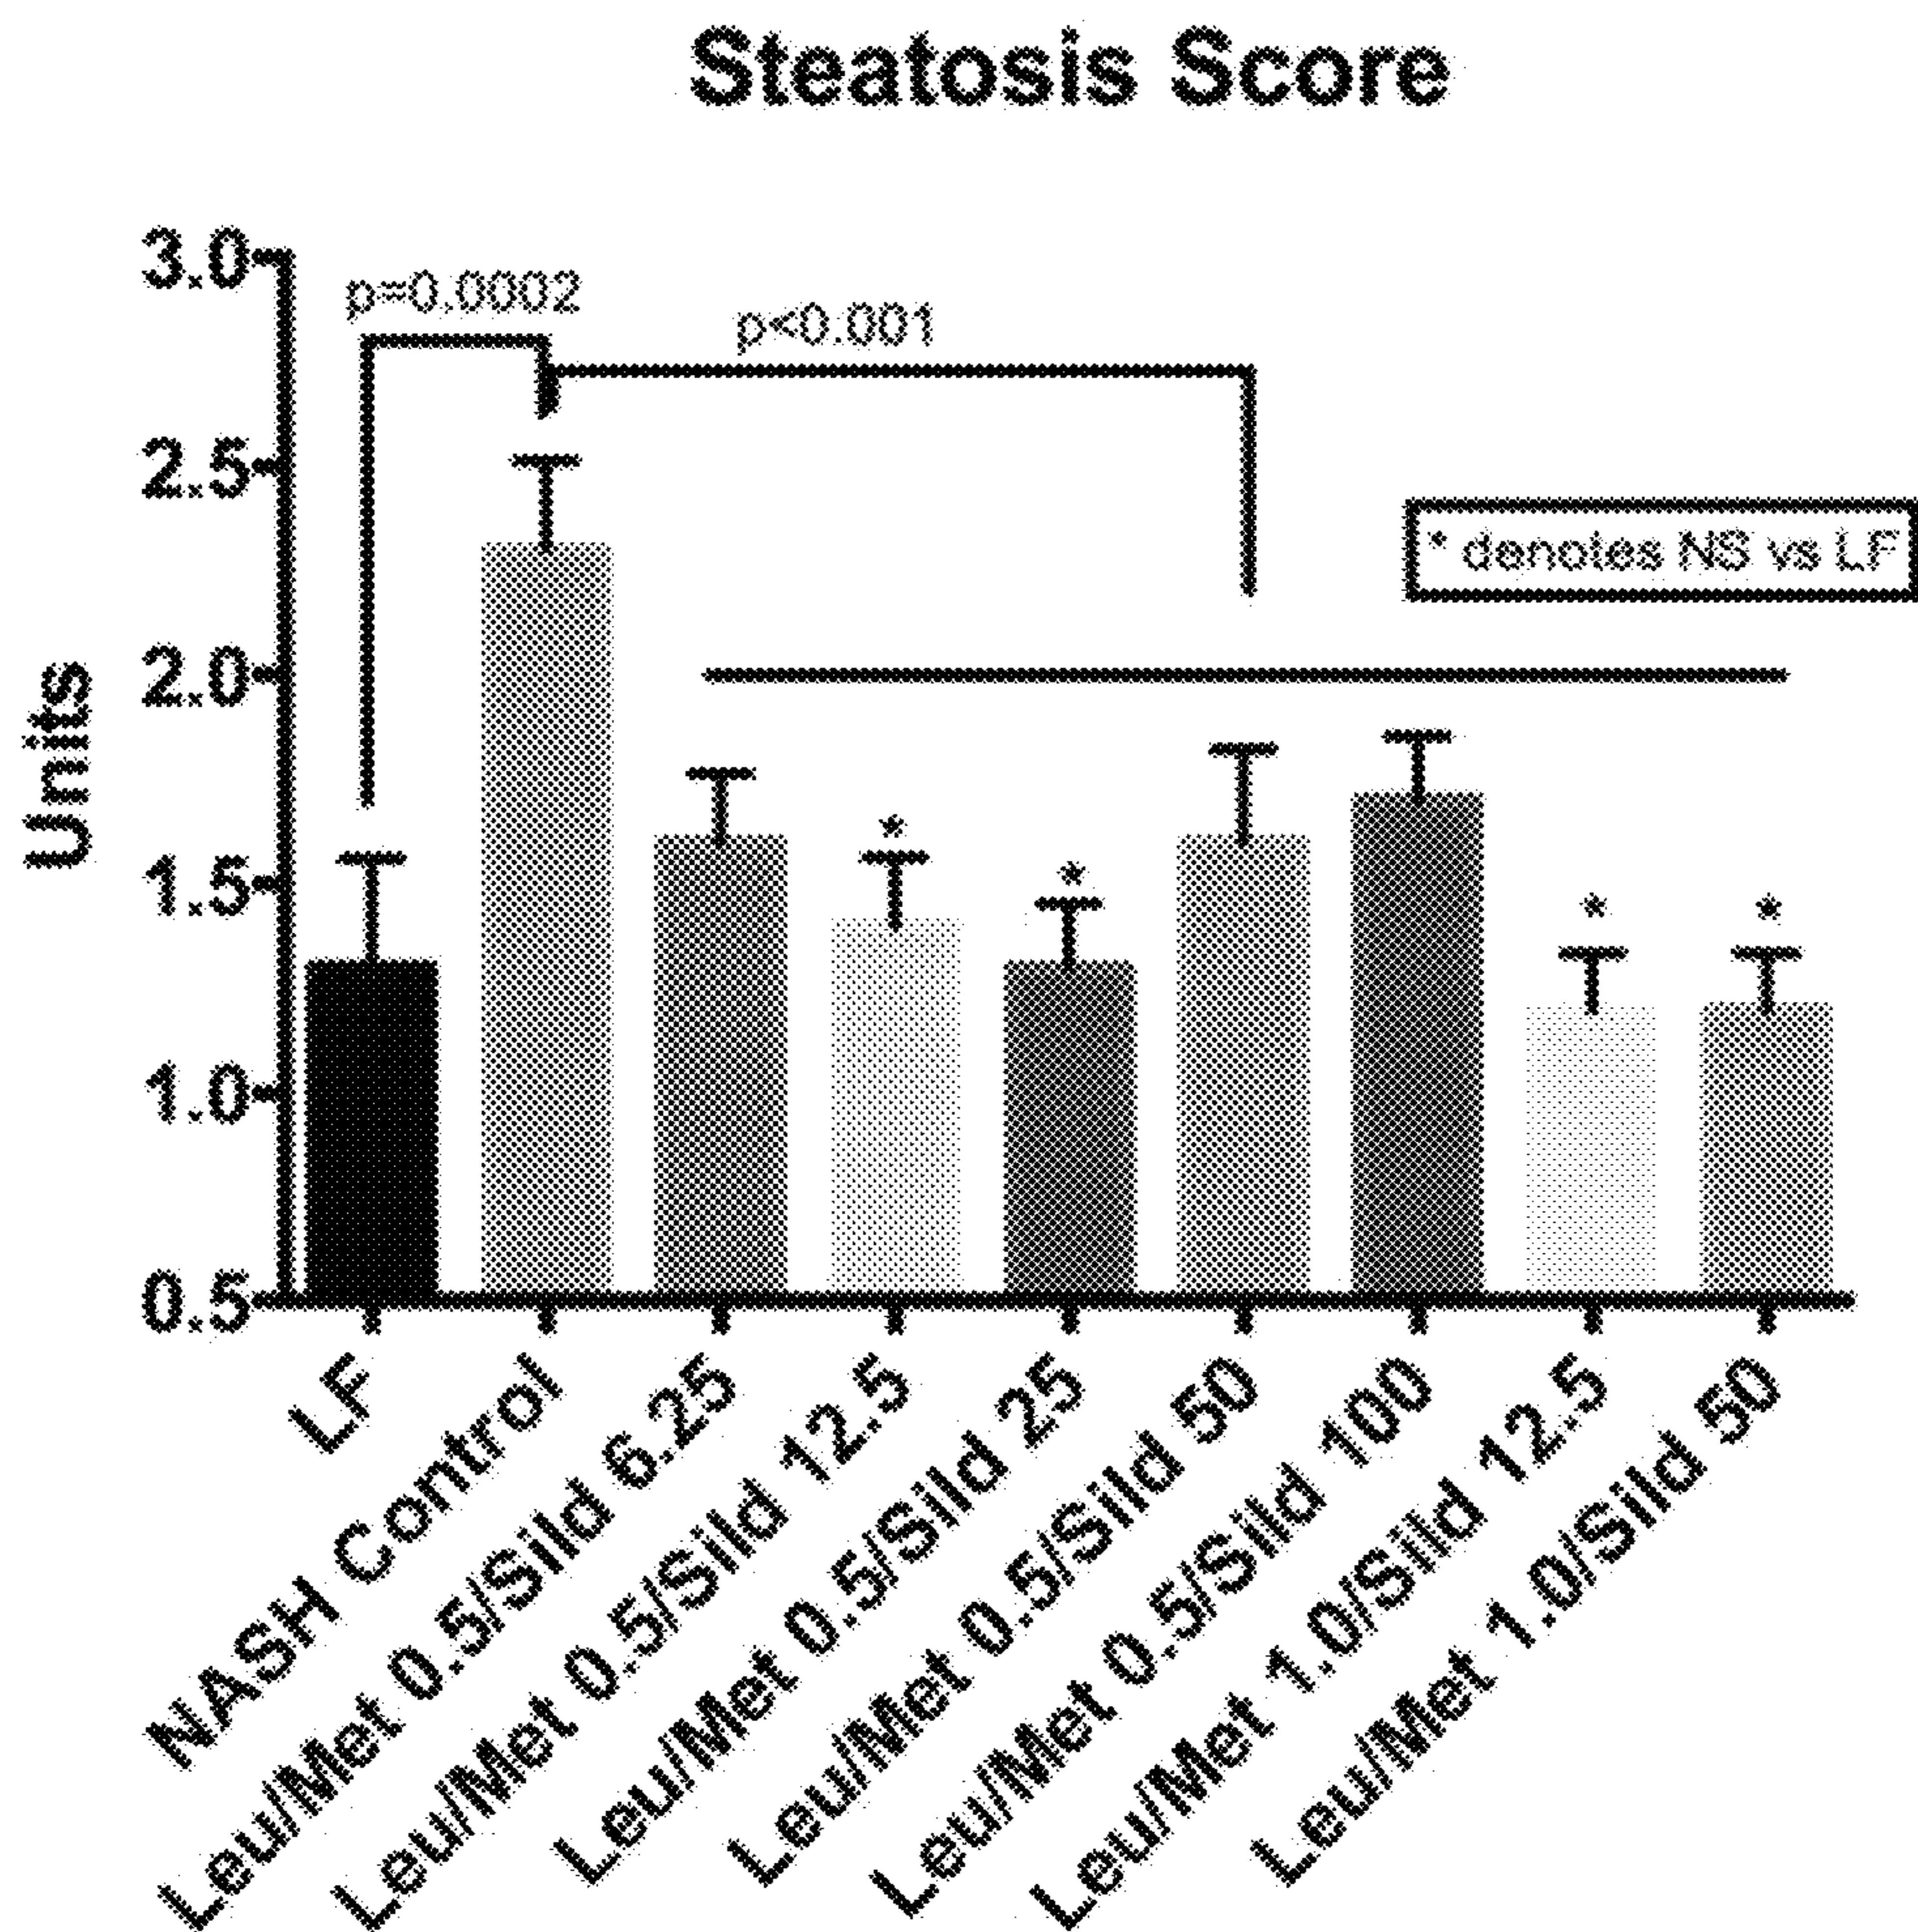 Steatosis Score
3.0
2.5
2.0
1.5
1.0
0.5
Units
p=0.0002
p<0.001
* denotes NS vs LF
*
*
*
*
LF
NASH Control
Leu/Met 0.5/Sild 6.25
Leu/Met 0.5/Sild 12.5
Leu/Met 0.5/Sild 25
Leu/Met 0.5/Sild 50
Leu/Met 0.5/Sild 100
Leu/Met 1.0/Sild 12.5
Leu/Met 1.0/Sild 50